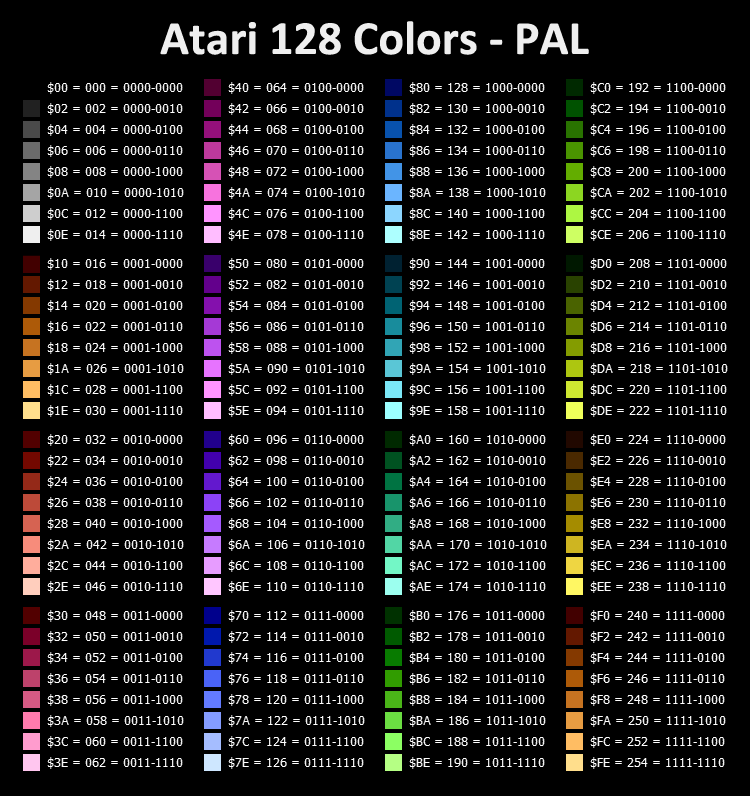 Atari 128 Colors - PAL
$00 = 000 = 0000-0000
$02 = 002 = 0000-0010
$04 = 004 = 0000-0100
$06 = 006 = 0000-0110
$08 = 008 = 0000-1000
$0A = 010 = 0000-1010
$0C = 012 = 0000-1100
$0E = 014 = 0000-1110
$10 = 016 = 0001-0000
$12 = 018 = 0001-0010
$14 = 020 = 0001-0100
$16 = 022 = 0001-0110
$18 = 024 = 0001-1000
$1A = 026 = 0001-1010
$1C = 028 = 0001-1100
$1E = 030 = 0001-1110
$20 = 032 = 0010-0000
$22 = 034 = 0010-0010
$24 = 036 = 0010-0100
$26 = 038 = 0010-0110
$28 = 040 = 0010-1000
$2A = 042 = 0010-1010
$2C = 044 = 0010-1100
$2E = 046 = 0010-1110
$30 = 048 = 0011-0000
$32 = 050 = 0011-0010
$34 = 052 = 0011-0100
$36 = 054 = 0011-0110
$38 = 056 = 0011-1000
$3A = 058 = 0011-1010
$3C = 060 = 0011-1100
$3E = 062 = 0011-1110
$40 = 064 = 0100-0000
$42 = 066 = 0100-0010
$44 = 068 = 0100-0100
$46 = 070 = 0100-0110
$48 = 072 = 0100-1000
$4A = 074 = 0100-1010
$4C = 076 = 0100-1100
$4E = 078 = 0100-1110
$50 = 080 = 0101-0000
$52 = 082 = 0101-0010
$54 = 084 = 0101-0100
$56 = 086 = 0101-0110
$58 = 088 = 0101-1000
$5A = 090 = 0101-1010
$5C = 092 = 0101-1100
$5E = 094 = 0101-1110
$60 = 096 = 0110-0000
$62 = 098 = 0110-0010
$64 = 100 = 0110-0100
$66 = 102 = 0110-0110
$68 = 104 = 0110-1000
$6A = 106 = 0110-1010
$6C = 108 = 0110-1100
$6E = 110 = 0110-1110
$70 = 112 = 0111-0000
$72 = 114 = 0111-0010
$74 = 116 = 0111-0100
$76 = 118 = 0111-0110
$78 = 120 = 0111-1000
$7A = 122 = 0111-1010
$7C = 124 = 0111-1100
$7E = 126 = 0111-1110
$80 = 128 = 1000-0000
$82 = 130 = 1000-0010
$84 = 132 = 1000-0100
$86 = 134 = 1000-0110
$88 = 136 = 1000-1000
$8A = 138 = 1000-1010
$8C = 140 = 1000-1100
$8E = 142 = 1000-1110
$90 = 144 = 1001-0000
$92 = 146 = 1001-0010
$94 = 148 = 1001-0100
$96 = 150 = 1001-0110
$98 = 152 = 1001-1000
$9A = 154 = 1001-1010
$9C = 156 = 1001-1100
$9E = 158 = 1001-1110
$A0 = 160 = 1010-0000
$A2 = 162 = 1010-0010
$A4 = 164 = 1010-0100
$A6 = 166 = 1010-0110
$A8 = 168 = 1010-1000
$AA = 170 = 1010-1010
$AC = 172 = 1010-1100
$AE = 174 = 1010-1110
$B0 = 176 = 1011-0000
$B2 = 178 = 1011-0010
$B4 = 180 = 1011-0100
$B6 = 182 = 1011-0110
$B8 = 184 = 1011-1000
$BA = 186 = 1011-1010
$BC = 188 = 1011-1100
$BE = 190 = 1011-1110
$C0 = 192 = 1100-0000
$C2 = 194 = 1100-0010
$C4 = 196 = 1100-0100
$C6 = 198 = 1100-0110
$C8 = 200 = 1100-1000
$CA = 202 = 1100-1010
$CC = 204 = 1100-1100
$CE = 206 = 1100-1110
$D0 = 208 = 1101-0000
$D2 = 210 = 1101-0010
$D4 = 212 = 1101-0100
$D6 = 214 = 1101-0110
$D8 = 216 = 1101-1000
$DA = 218 = 1101-1010
$DC = 220 = 1101-1100
$DE = 222 = 1101-1110
$E0 = 224 = 1110-0000
$E2 = 226 = 1110-0010
$E4 = 228 = 1110-0100
$E6 = 230 = 1110-0110
$E8 = 232 = 1110-1000
$EA = 234 = 1110-1010
$EC = 236 = 1110-1100
$EE = 238 = 1110-1110
$F0 = 240 = 1111-0000
$F2 = 242 = 1111-0010
$F4 = 244 = 1111-0100
$F6 = 246 = 1111-0110
$F8 = 248 = 1111-1000
$FA = 250 = 1111-1010
$FC = 252 = 1111-1100
$FE = 254 = 1111-1110